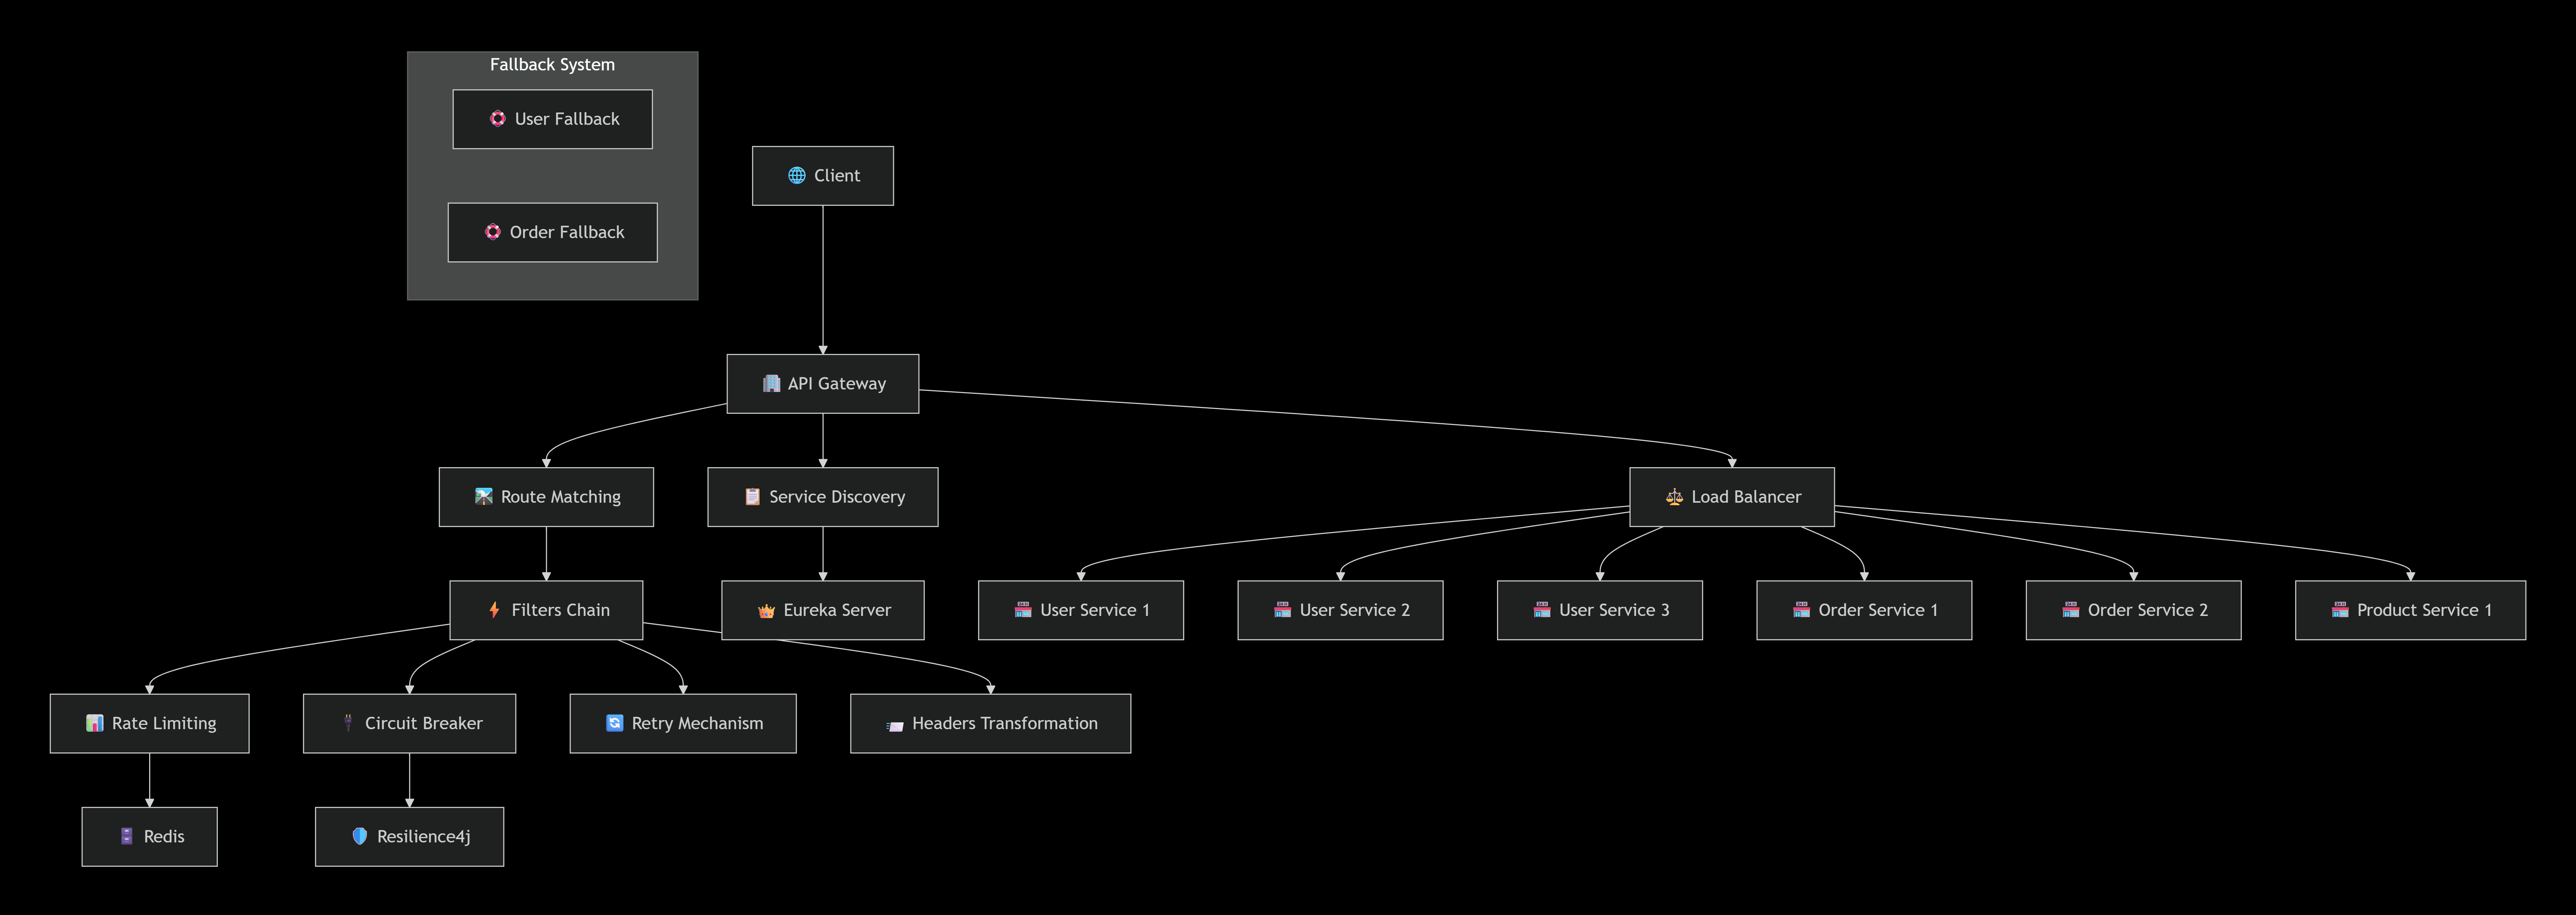 Fallback System
User Fallback
Client
Order Fallback
API Gateway
Route Matching
Service Discovery
Load Balancer
Filters Chain
Eureka Server
User Service 1
User Service 2
User Service 3
Order Service 1
Order Service 2
Product Service 1
Rate Limiting
Circuit Breaker
Retry Mechanism
Headers Transformation
Redis
Resilience4j